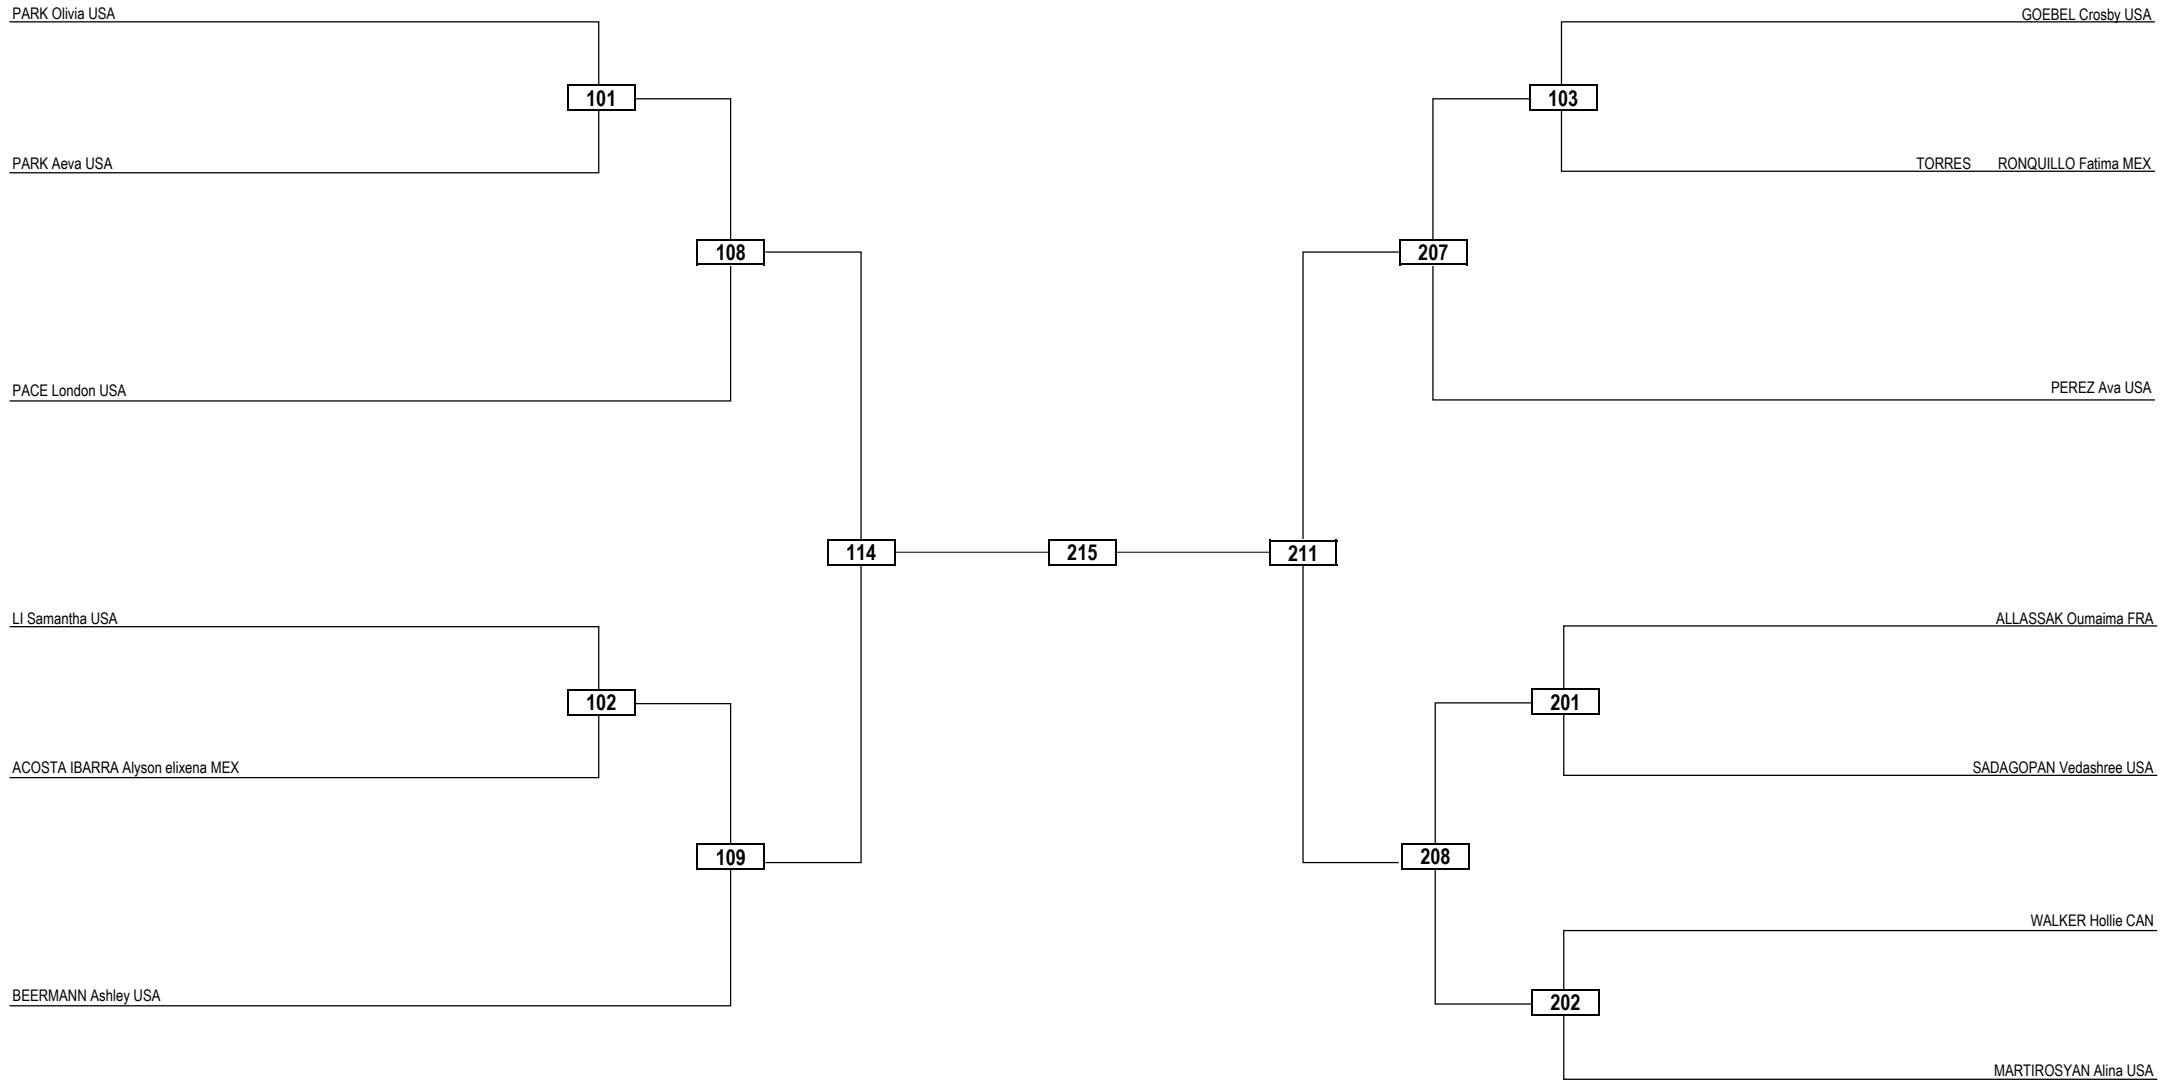 PARK Olivia USA
GOEBEL Crosby USA
101
103
PARK Aeva USA
TORRES RONQUILLO Fatima MEX
108
207
PACE London USA
PEREZ Ava USA
114
215
211
LI Samantha USA
ALLASSAK Oumaima FRA
102
201
ACOSTA IBARRA Alyson elixena MEX
SADAGOPAN Vedashree USA
109
208
WALKER Hollie CAN
BEERMANN Ashley USA
202
MARTIROSYAN Alina USA